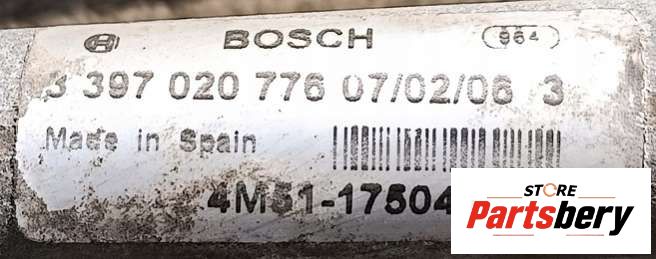 BOSCH 964
3 397 020 776 07/02/06 3
Made in Spain
4M51-17504
STORE
Partsbery